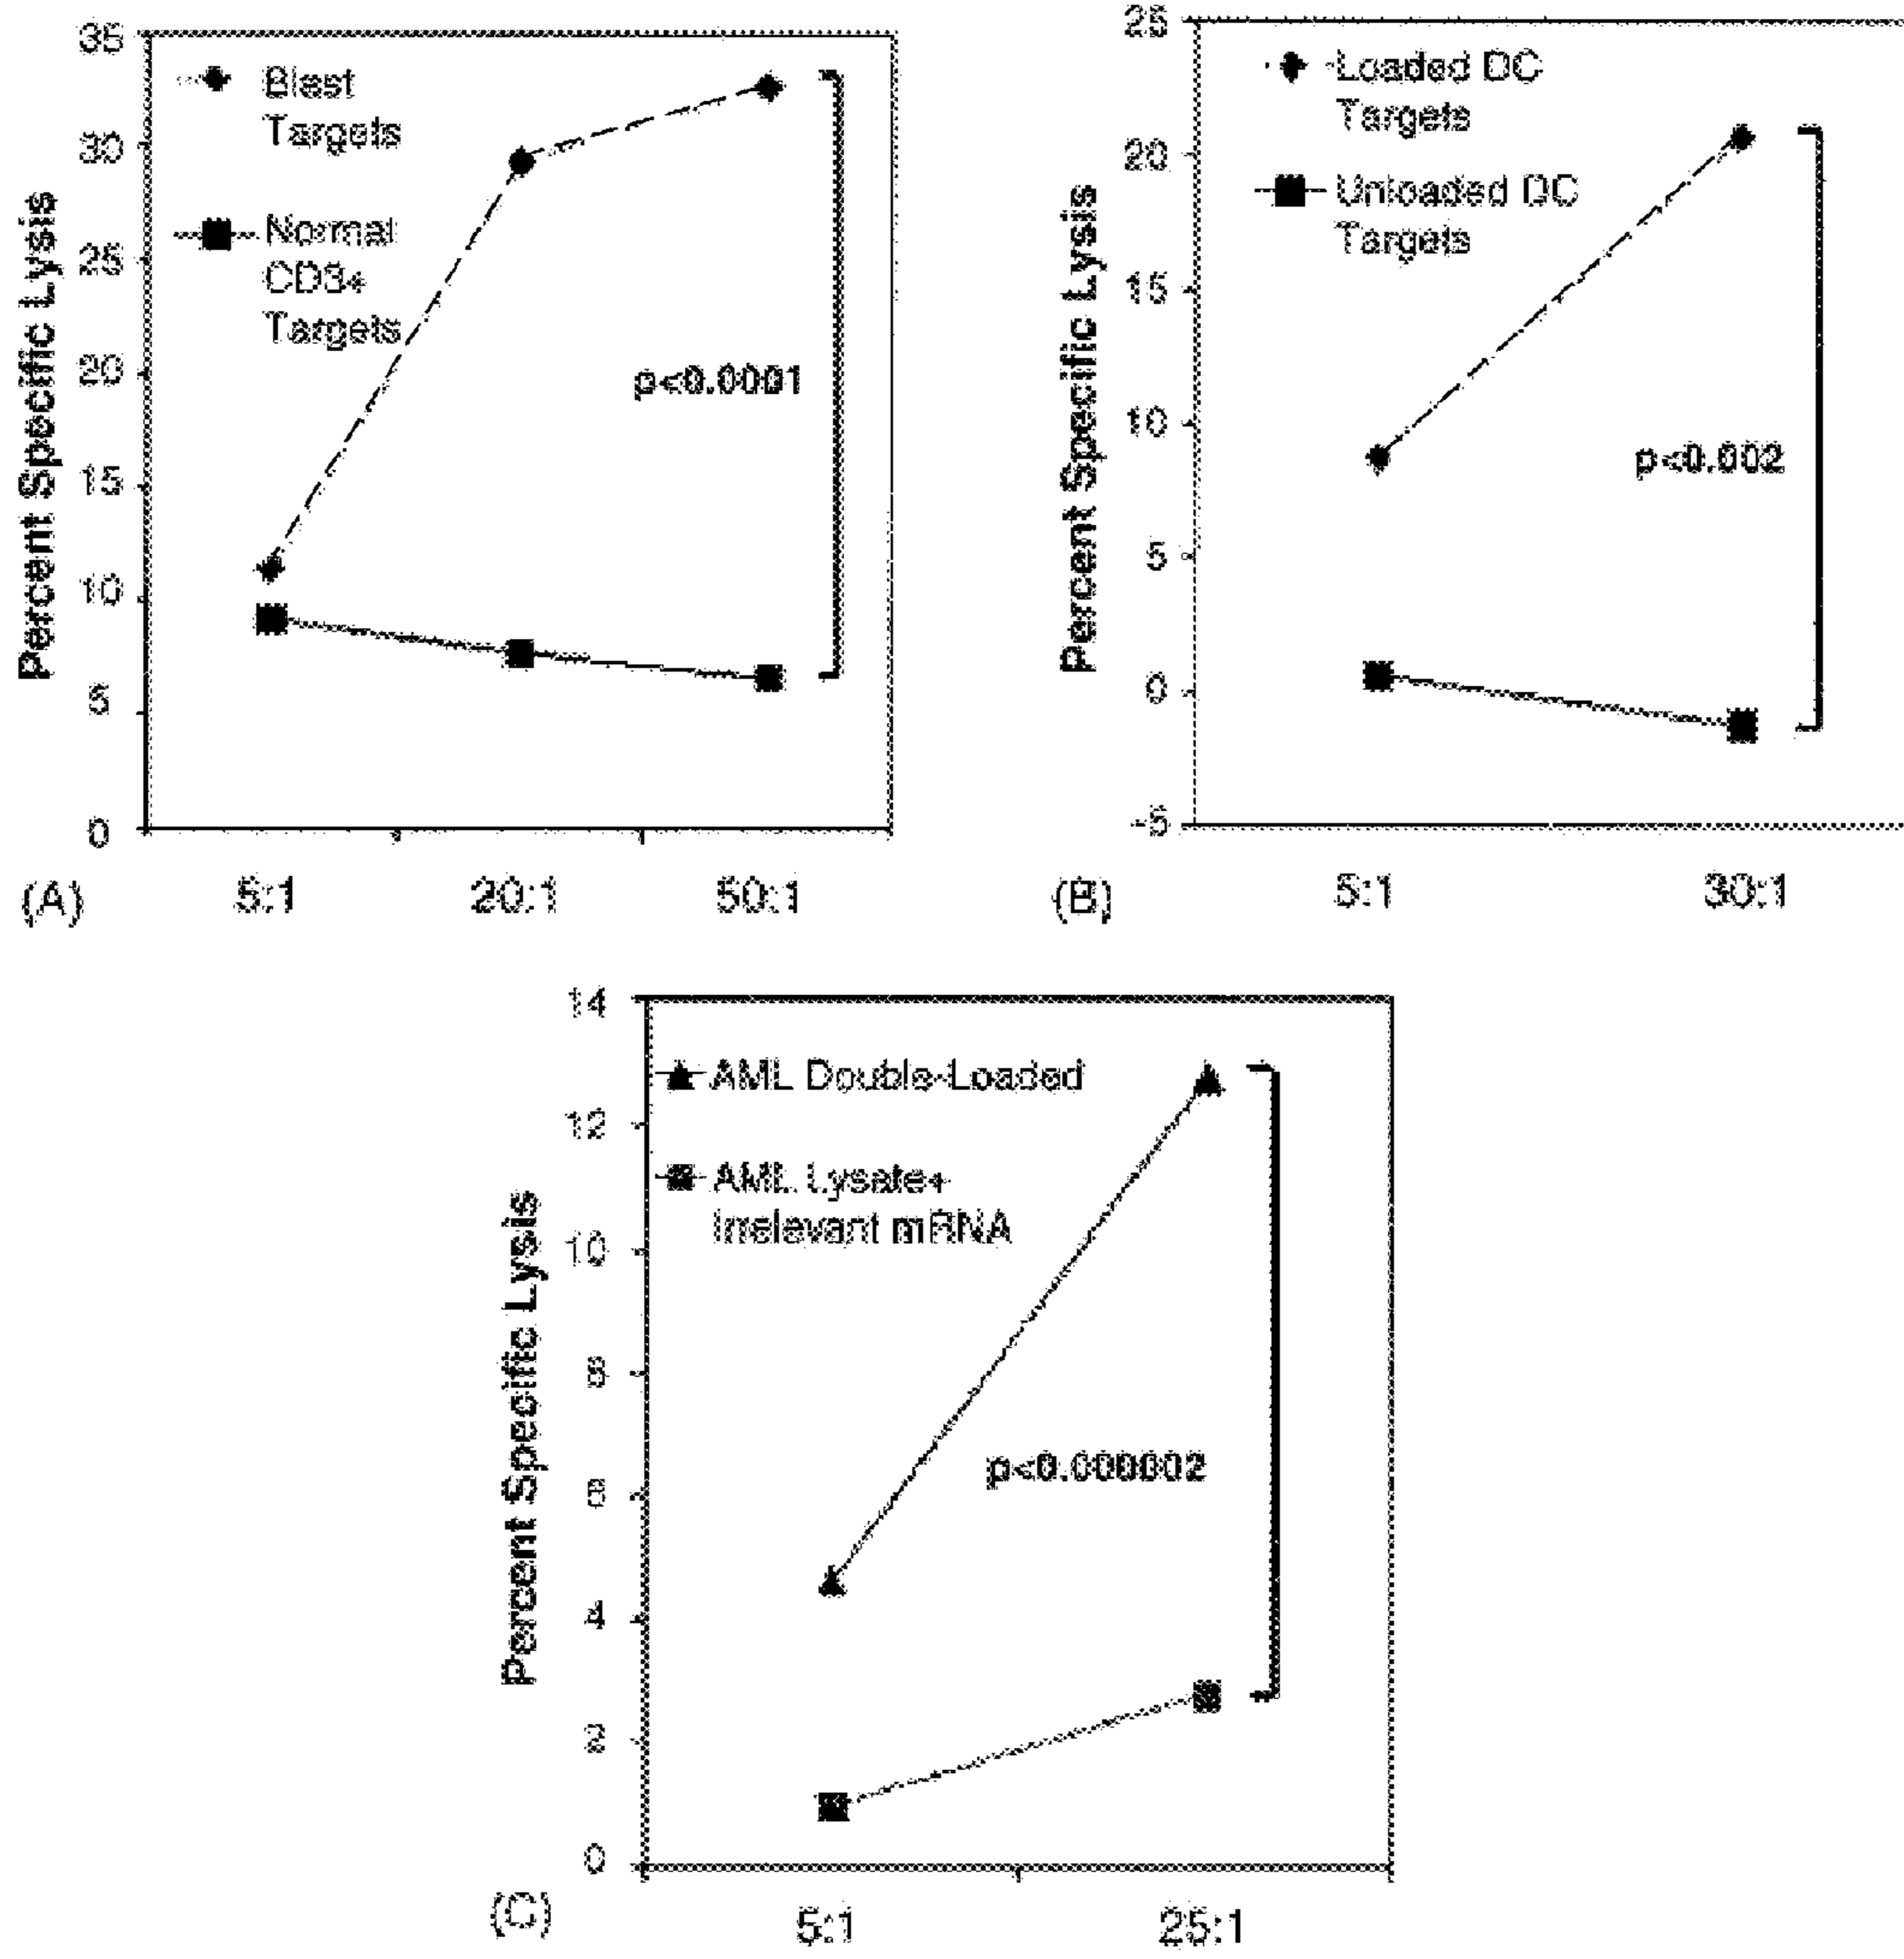 35
30
25
20
15
10
5
0
Percent Specific Lysis
Blast
Targets
Normal
CD3+
Targets
p<0.0001
(A)
5:1
20:1
50:1
25
20
15
10
5
0
-5
Percent Specific Lysis
Loaded DC
Targets
Unloaded DC
Targets
p<0.002
(B)
5:1
30:1
14
12
10
8
6
4
2
0
Percent Specific Lysis
AML Double-Loaded
AML Lysate+
Irrelevant mRNA
p<0.000002
(C)
5:1
25:1